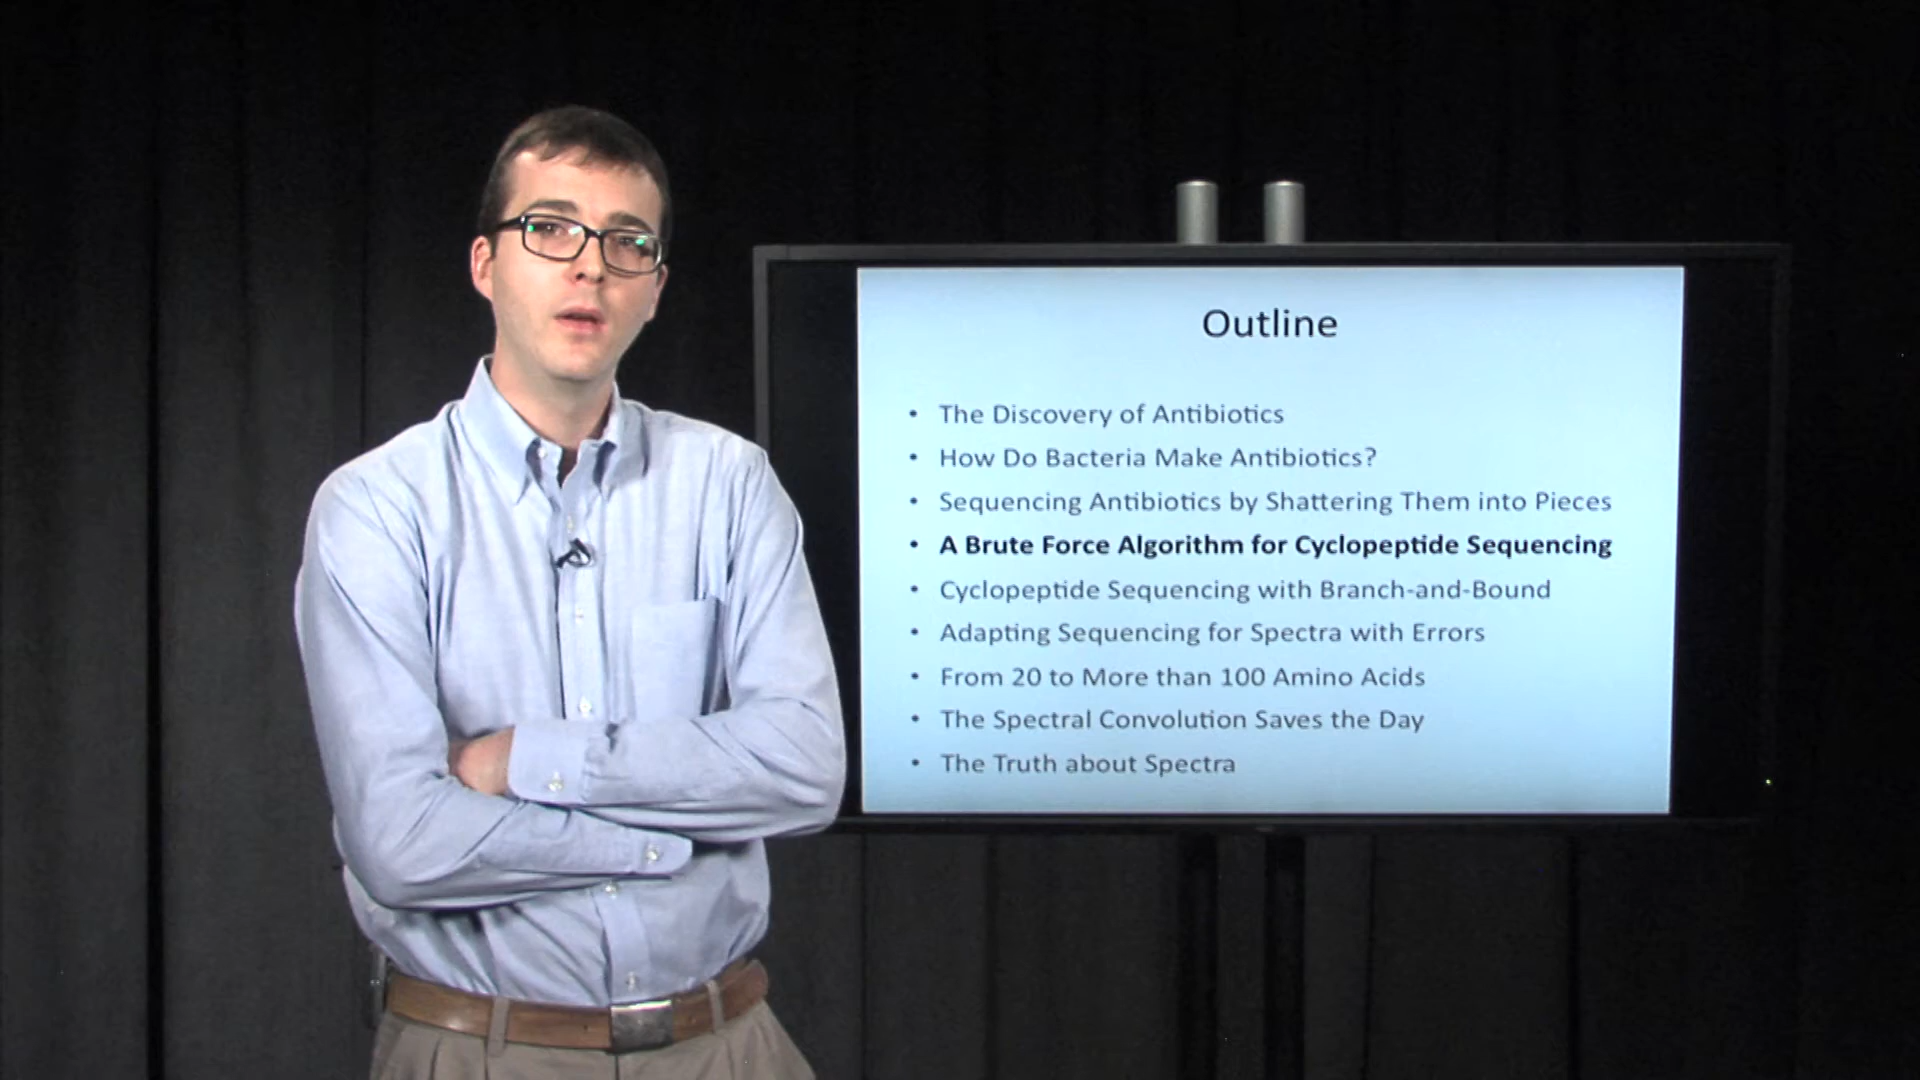 Outline
• The Discovery of Antibiotics
• How Do Bacteria Make Antibiotics?
• Sequencing Antibiotics by Shattering Them into Pieces
• A Brute Force Algorithm for Cyclopeptide Sequencing
• Cyclopeptide Sequencing with Branch-and-Bound
• Adapting Sequencing for Spectra with Errors
• From 20 to More than 100 Amino Acids
• The Spectral Convolution Saves the Day
• The Truth about Spectra